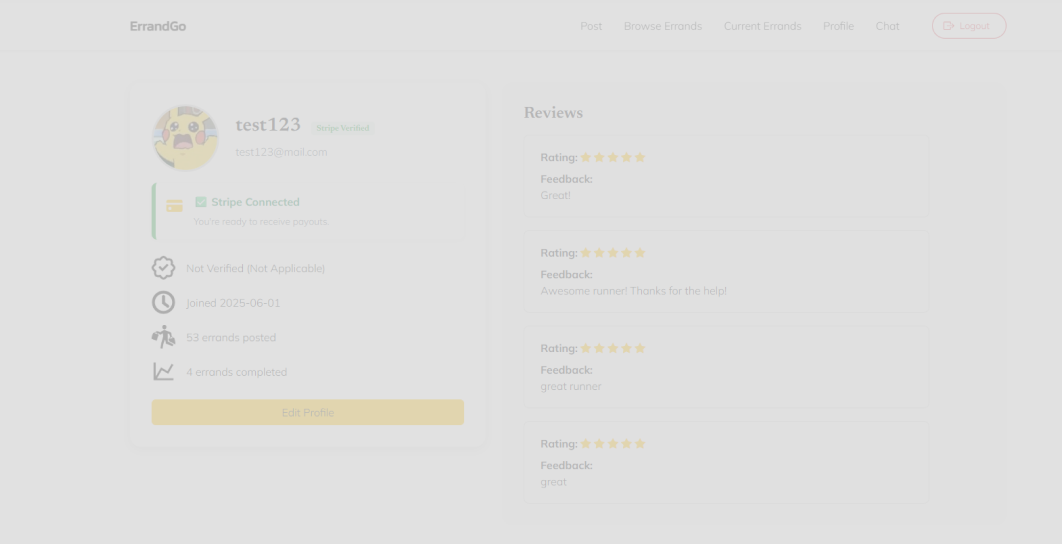 ErrandGo
Post Browse Errands Current Errands Profile Chat Logout
test123 Stripe Verified
test123@mail.com
Stripe Connected
You're ready to receive payouts.
Not Verified (Not Applicable)
Joined 2025-06-01
53 errands posted
4 errands completed
Edit Profile
Reviews
Rating:
Feedback:
Great!
Rating:
Feedback:
Awesome runner! Thanks for the help!
Rating:
Feedback:
great runner
Rating:
Feedback:
great